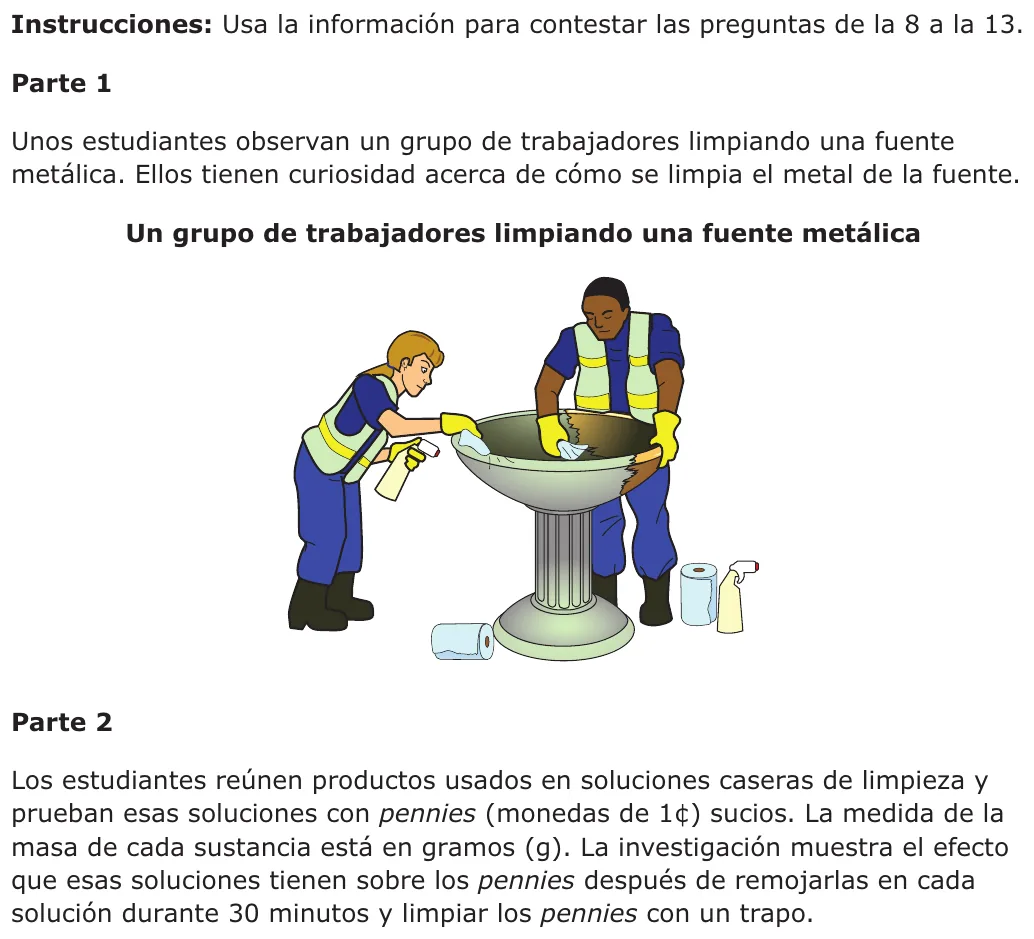 Instrucciones: Usa la información para contestar las preguntas de la 8 a la 13.
Parte 1
Unos estudiantes observan un grupo de trabajadores limpiando una fuente
metálica. Ellos tienen curiosidad acerca de cómo se limpia el metal de la fuente.
Un grupo de trabajadores limpiando una fuente metálica
Parte 2
Los estudiantes reúnen productos usados en soluciones caseras de limpieza y
prueban esas soluciones con pennies (monedas de 1¢) sucios. La medida de la
masa de cada sustancia está en gramos (g). La investigación muestra el efecto
que esas soluciones tienen sobre los pennies después de remojarlas en cada
solución durante 30 minutos y limpiar los pennies con un trapo.